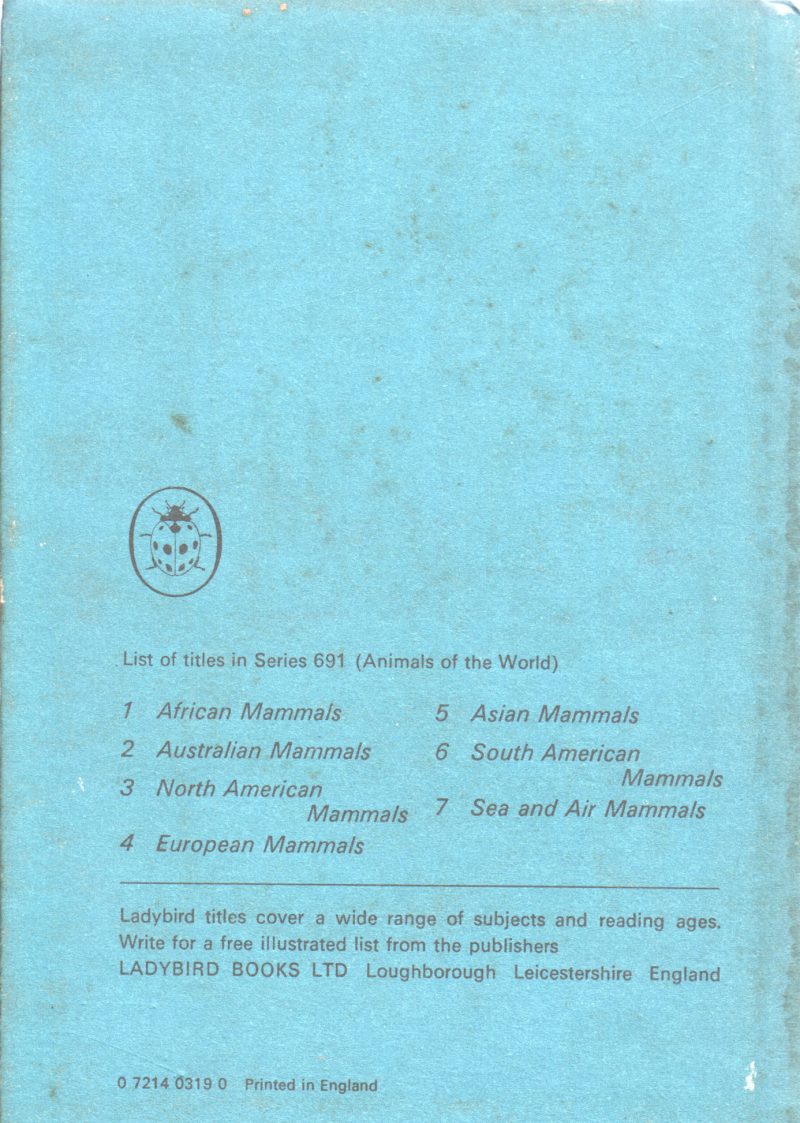 List of titles in Series 691 (Animals of the World)
1 African Mammals
2 Australian Mammals
3 North American
Mammals
4 European Mammals
5 Asian Mammals
6 South American
Mammals
7 Sea and Air Mammals
Ladybird titles cover a wide range of subjects and reading ages.
Write for a free illustrated list from the publishers
LADYBIRD BOOKS LTD Loughborough Leicestershire England
0 7214 0319 0 Printed in England